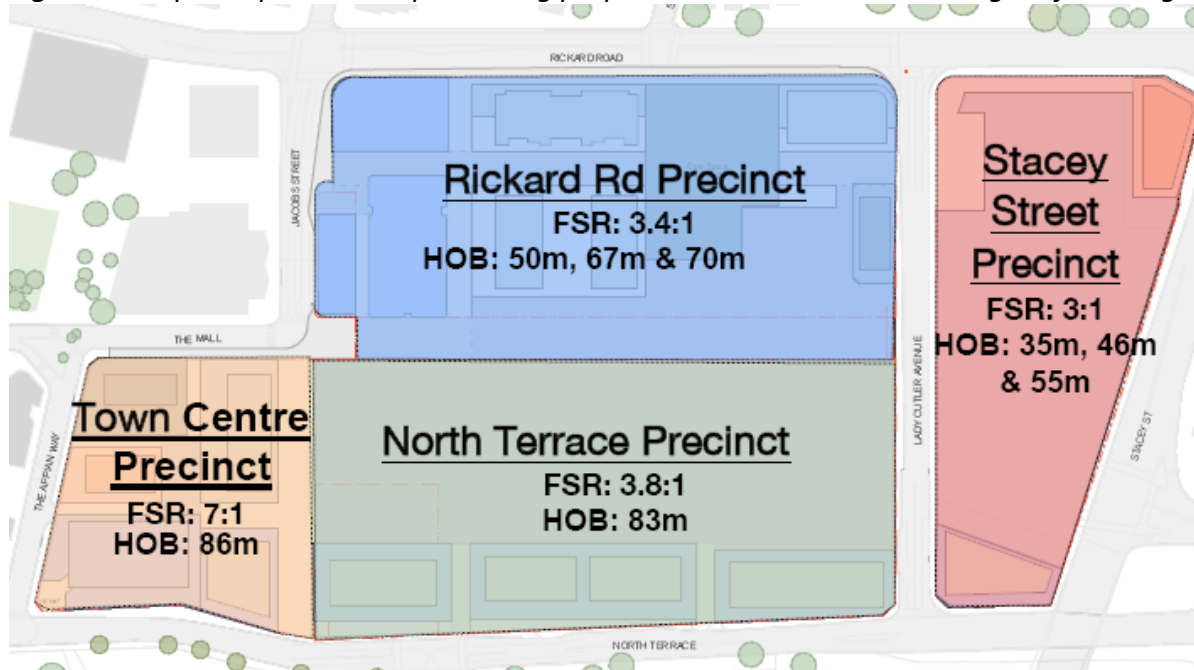 RICKARD ROAD
JACOBS STREET
Rickard Rd Precinct
FSR: 3.4:1
HOB: 50m, 67m & 70m
Stacey
Street
Precinct
FSR: 3:1
HOB: 35m, 46m
& 55m
THE MALL
LADY CUTLER AVENUE
STACEY ST
THE APPIAN WAY
Town Centre
Precinct
FSR: 7:1
HOB: 86m
North Terrace Precinct
FSR: 3.8:1
HOB: 83m
NORTH TERRACE